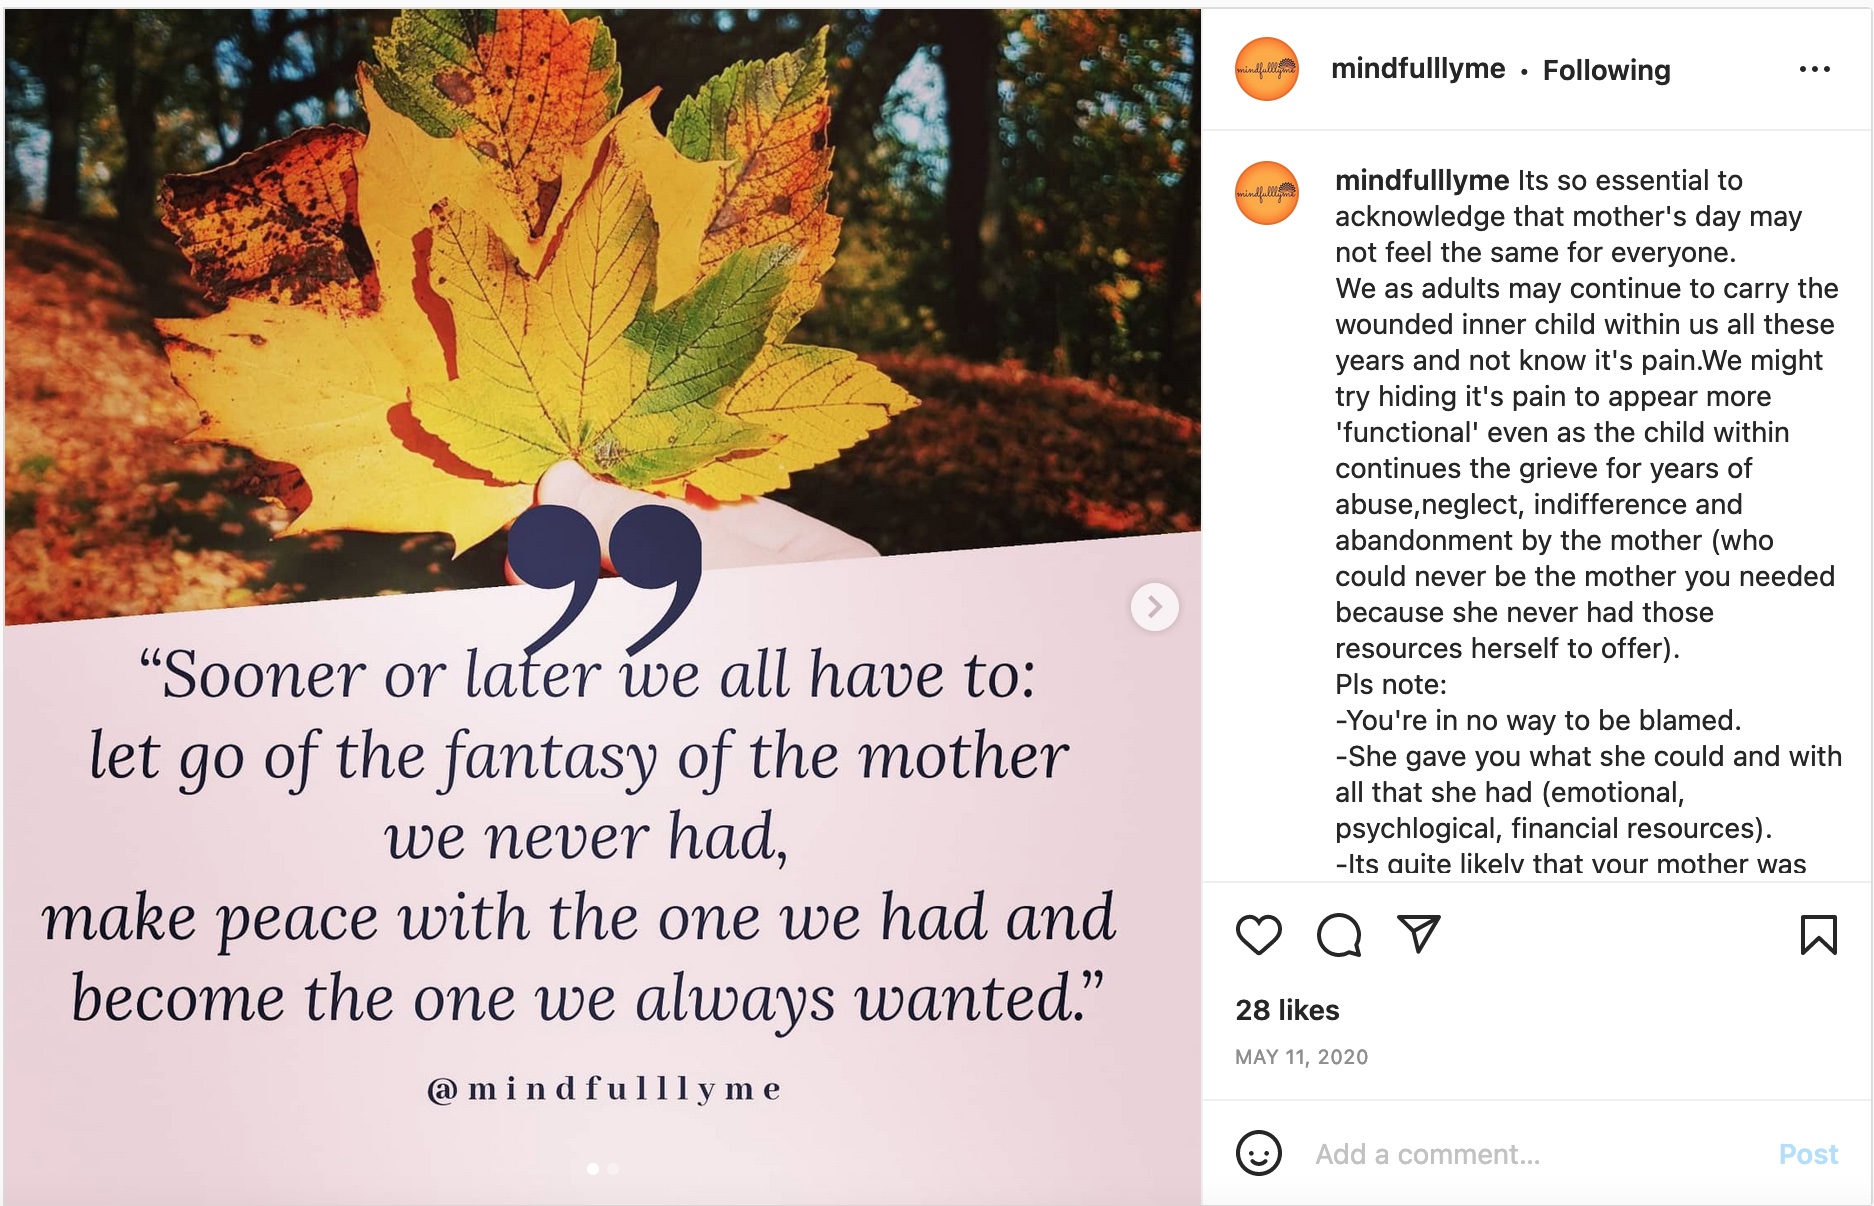 ”
“Sooner or later we all have to:
let go of the fantasy of the mother
we never had,
make peace with the one we had and
become the one we always wanted.”
@mindfulllyme
mindfulllyme
mindfulllyme • Following
mindfulllyme
mindfulllyme Its so essential to
acknowledge that mother's day may
not feel the same for everyone.
We as adults may continue to carry the
wounded inner child within us all these
years and not know it's pain.We might
try hiding it's pain to appear more
'functional' even as the child within
continues the grieve for years of
abuse,neglect, indifference and
abandonment by the mother (who
could never be the mother you needed
because she never had those
resources herself to offer).
Pls note:
-You're in no way to be blamed.
-She gave you what she could and with
all that she had (emotional,
psychlogical, financial resources).
-Its quite likely that your mother was
28 likes
MAY 11, 2020
Add a comment...
Post